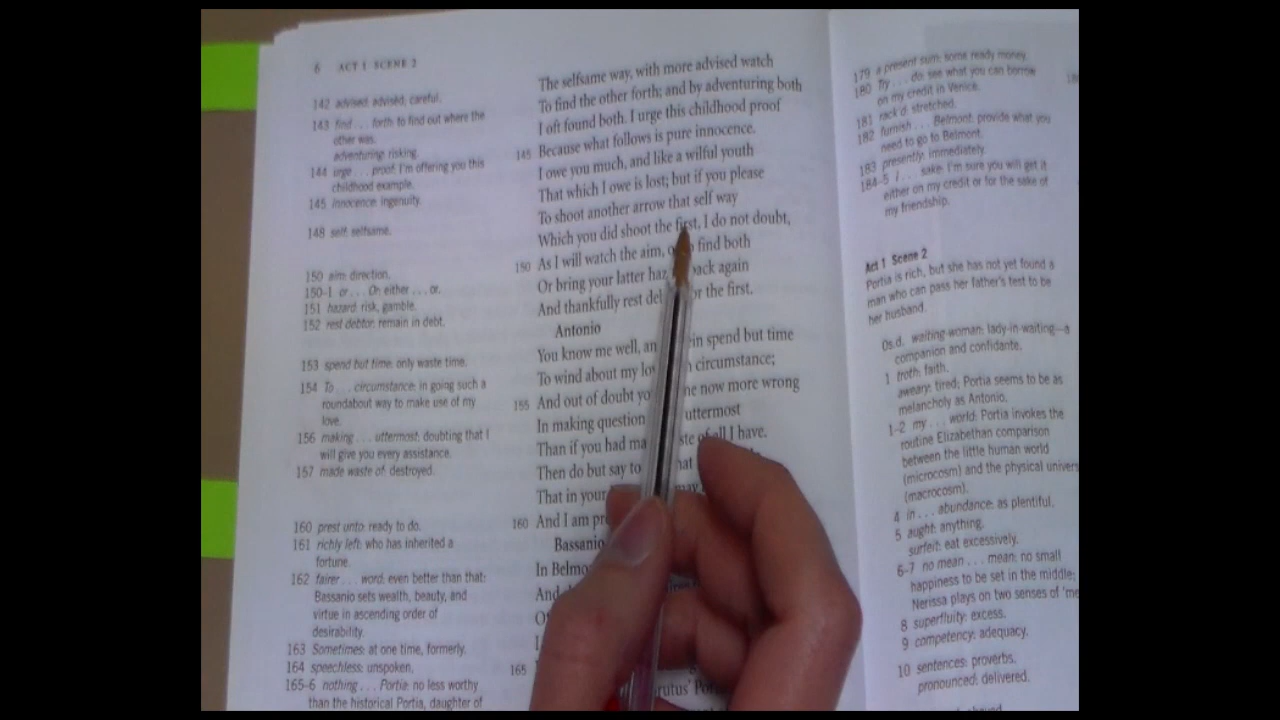 6 ACT 1 SCENE 2
142 advised: advised, careful.
143 find . . . forth: to find out where the
other was.
adventuring: risking.
144 urge . . . proof: I'm offering you this
childhood example.
145 innocence: ingenuity.
148 self: selfsame.
150 aim: direction.
150–1 or . . . Or: either . . . or.
151 hazard: risk, gamble.
152 rest debtor: remain in debt.
153 spend but time: only waste time.
154 To . . . circumstance: in going such a
roundabout way to make use of my
love.
156 making . . . uttermost: doubting that I
will give you every assistance.
157 made waste of: destroyed.
160 prest unto: ready to do.
161 richly left: who has inherited a
fortune.
162 fairer . . . word: even better than that:
Bassanio sets wealth, beauty, and
virtue in ascending order of
desirability.
163 Sometimes: at one time, formerly.
164 speechless: unspoken.
165–6 nothing . . . Portia: no less worthy
than the historical Portia, daughter of
The selfsame way, with more advised watch
To find the other forth; and by adventuring both
I oft found both. I urge this childhood proof
145 Because what follows is pure innocence.
I owe you much, and like a wilful youth
That which I owe is lost; but if you please
To shoot another arrow that self way
Which you did shoot the first, I do not doubt,
150 As I will watch the aim, find both
Or bring your latter back again
And thankfully rest for the first.
Antonio
You know me well, an in spend but time
To wind about my circumstance;
155 And out of doubt now more wrong
In making question uttermost
Than if you had of all I have.
Then do but say to
That in your may
160 And I am
Bassanio
In
165
179 a present sum: some ready money.
180 Try . . . do: see what you can borrow
on my credit in Venice.
181 rack'd: stretched.
182 furnish . . . Belmont: provide what you
need to go to Belmont.
183 presently: immediately.
184–5 I . . . sake: I'm sure you will get it
either on my credit or for the sake of
my friendship.
Act 1 Scene 2
Portia is rich, but she has not yet found a
man who can pass her father's test to be
her husband.
0s.d. waiting-woman: lady-in-waiting—a
companion and confidante.
1 troth: faith.
aweary: tired; Portia seems to be as
melancholy as Antonio.
1–2 my . . . world: Portia invokes the
routine Elizabethan comparison
between the little human world
(microcosm) and the physical univers
(macrocosm).
4 in . . . abundance: as plentiful.
5 aught: anything.
surfeit: eat excessively.
6–7 no mean . . . mean: no small
happiness to be set in the middle;
Nerissa plays on two senses of 'me
8 superfluity: excess.
9 competency: adequacy.
10 sentences: proverbs.
pronounced: delivered.